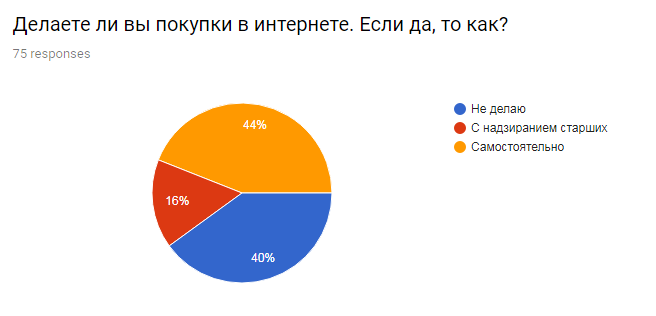 Делаете ли вы покупки в интернете. Если да, то как?
75 responses
44%
16%
40%
Не делаю
С надзиранием старших
Самостоятельно